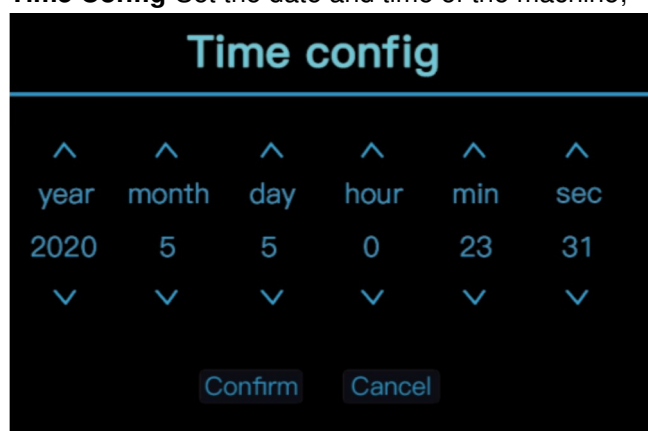 Time Config Set the date and time of the machine;
Time config
year month day hour min sec
2020 5 5 0 23 31
Confirm Cancel